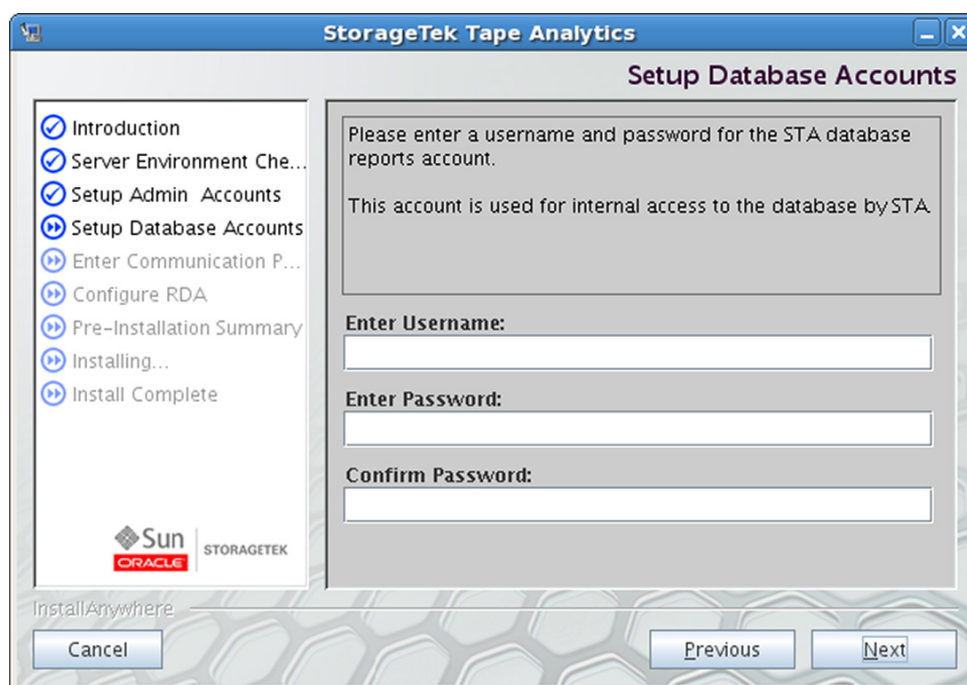 StorageTek Tape Analytics
Setup Database Accounts
Introduction
Server Environment Che...
Setup Admin Accounts
Setup Database Accounts
Enter Communication P...
Configure RDA
Pre-Installation Summary
Installing...
Install Complete
Sun
ORACLE
STORAGETEK
Please enter a username and password for the STA database
reports account.
This account is used for internal access to the database by STA.
Enter Username:
Enter Password:
Confirm Password:
InstallAnywhere
Cancel
Previous
Next